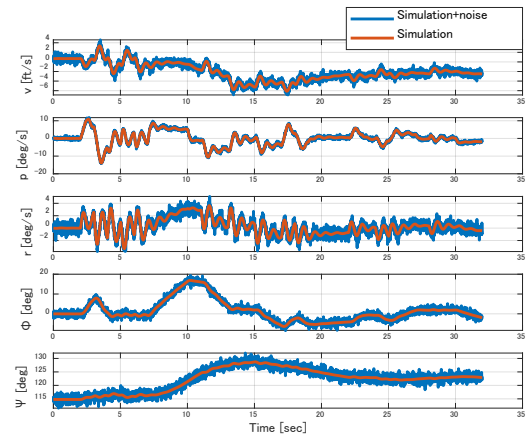 Simulation+noise
Simulation
4
2
0
-2
-4
-6
v [ft/s]
0 5 10 15 20 25 30 35
10
0
-10
-20
p [deg/s]
0 5 10 15 20 25 30 35
4
2
0
-2
-4
r [deg/s]
0 5 10 15 20 25 30 35
20
10
0
-10
Φ [deg]
0 5 10 15 20 25 30 35
130
125
120
115
Ψ [deg]
0 5 10 15 20 25 30 35
Time [sec]